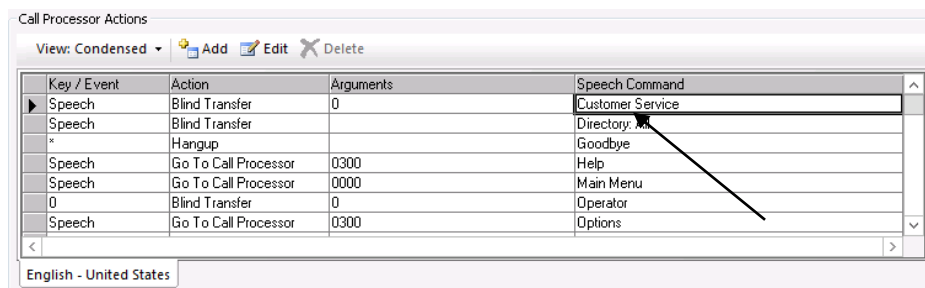 Call Processor Actions
View: Condensed Add Edit Delete
Key / Event Action Arguments Speech Command
Speech Blind Transfer 0 Customer Service
Speech Blind Transfer Directory: All
* Hangup Goodbye
Speech Go To Call Processor 0300 Help
Speech Go To Call Processor 0000 Main Menu
0 Blind Transfer 0 Operator
Speech Go To Call Processor 0300 Options
English - United States